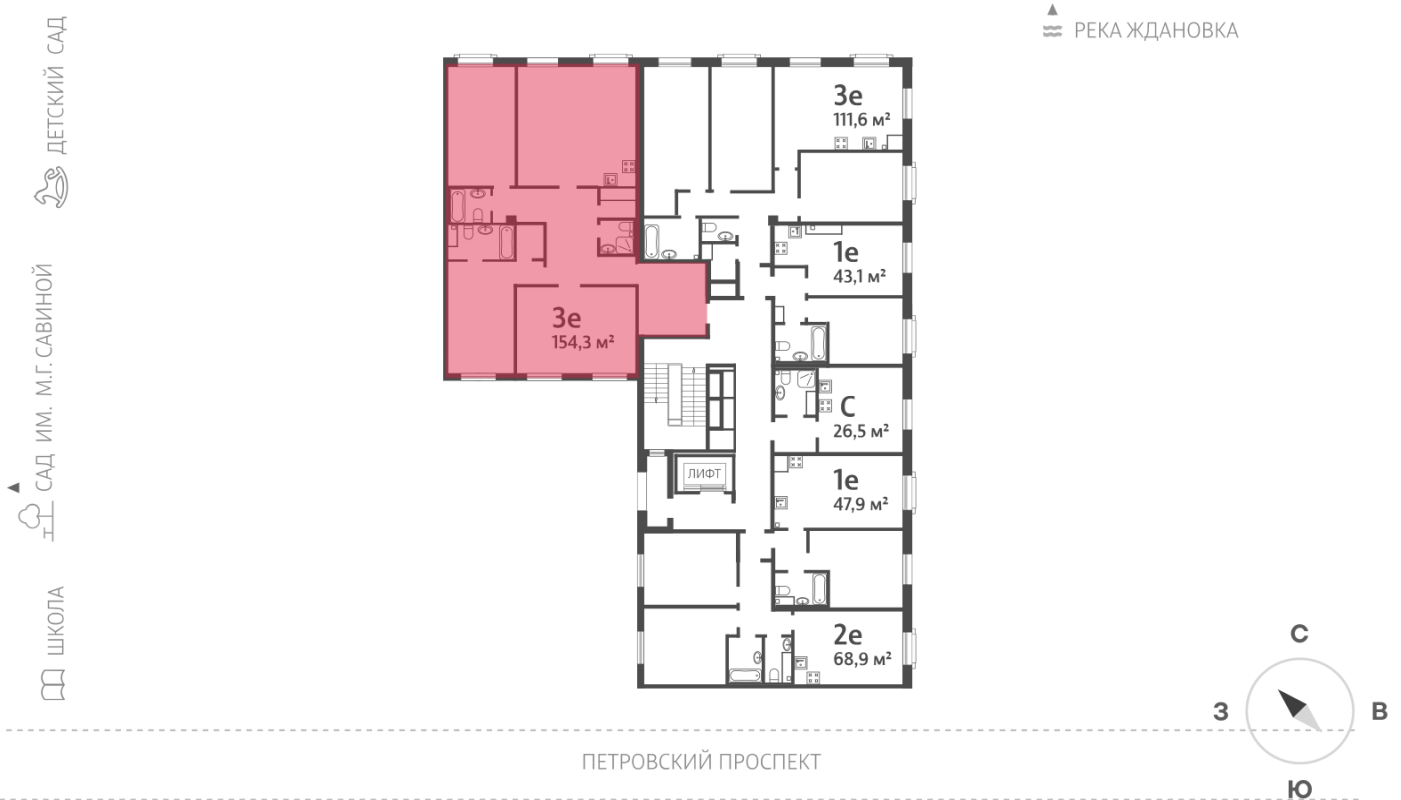 РЕКА ЖДАНОВКА
ДЕТСКИЙ САД
САД ИМ. М.Г. САВИНОЙ
ШКОЛА
3е
111,6 м²
1е
43,1 м²
3е
154,3 м²
С
26,5 м²
ЛИФТ
1е
47,9 м²
2е
68,9 м²
С
З
В
Ю
ПЕТРОВСКИЙ ПРОСПЕКТ